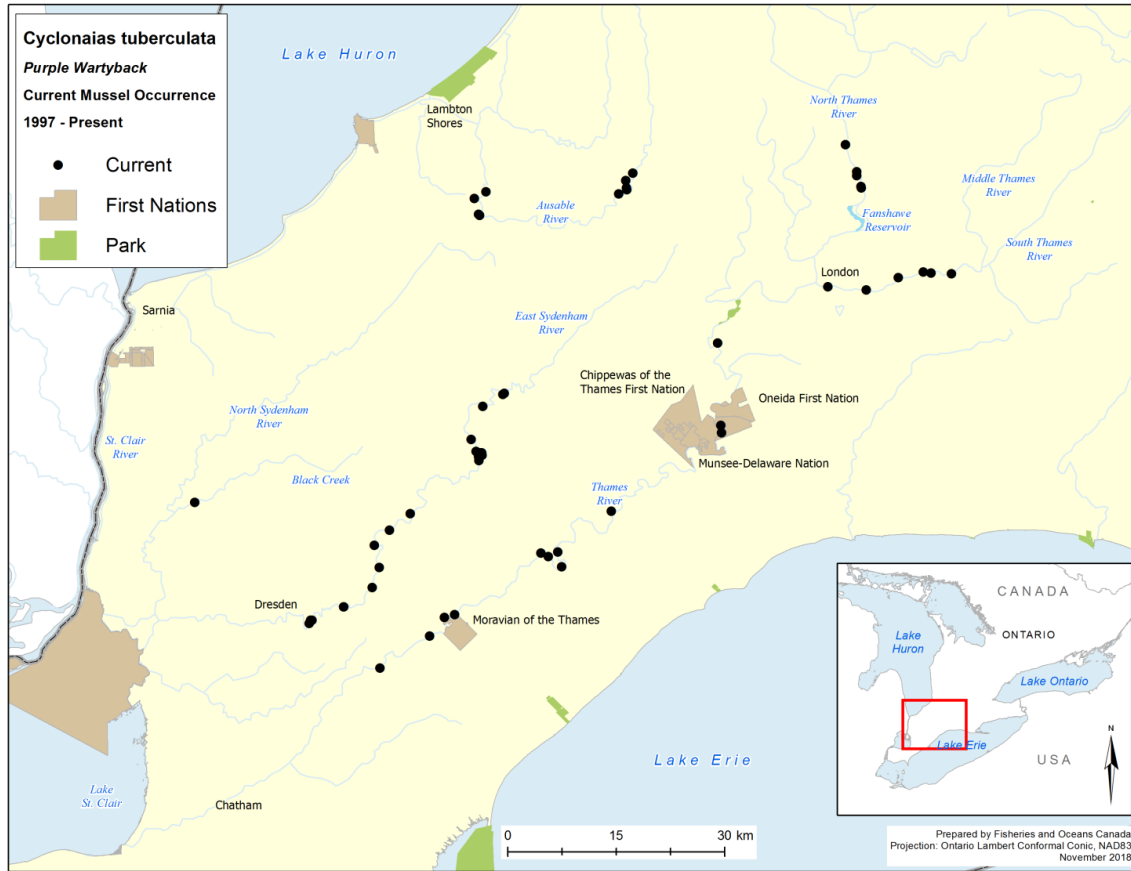 Cyclonaias tuberculata
Purple Wartyback
Current Mussel Occurrence
1997 - Present
Current
First Nations
Park
Lake Huron
Lambton
Shores
North Thames
River
Middle Thames
River
Ausable
River
Fanshawe
Reservoir
South Thames
River
London
Sarnia
East Sydenham
River
Chippewas of the
Thames First Nation
Oneida First Nation
North Sydenham
River
St. Clair
River
Munsee-Delaware Nation
Black Creek
Thames
River
Dresden
Moravian of the Thames
Lake Erie
Lake
St. Clair
Chatham
0 15 30 km
CANADA
ONTARIO
Lake
Huron
Lake Ontario
Lake Erie
USA
N
Prepared by Fisheries and Oceans Canada
Projection: Ontario Lambert Conformal Conic, NAD83
November 2018